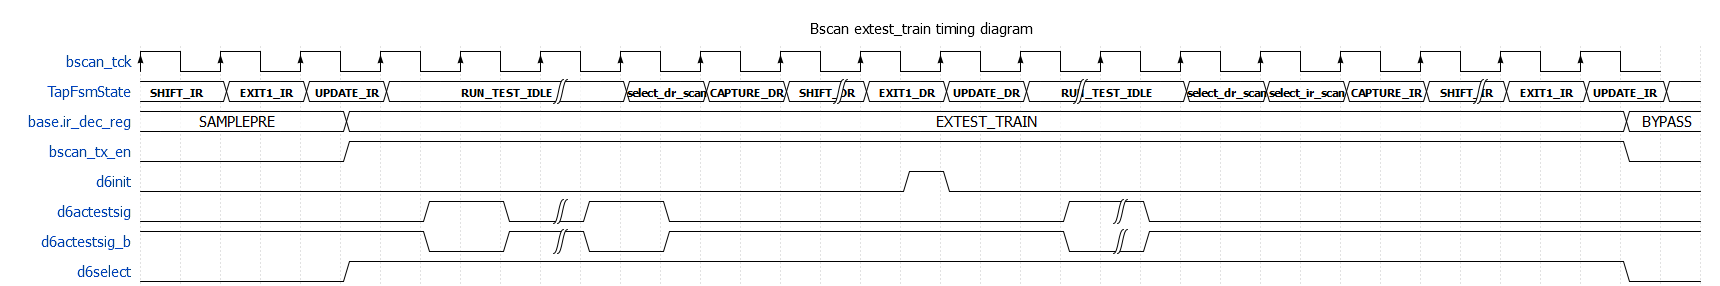 Bscan extest_train timing diagram
bscan_tck
TapFsmState SHIFT_IR EXIT1_IR UPDATE_IR RUN_TEST_IDLE select_dr_scan CAPTURE_DR SHIFT_DR EXIT1_DR UPDATE_DR RUN_TEST_IDLE select_dr_scan select_ir_scan CAPTURE_IR SHIFT_IR EXIT1_IR UPDATE_IR
base.ir_dec_reg SAMPLEPRE EXTEST_TRAIN BYPASS
bscan_tx_en
d6init
d6actestsig
d6actestsig_b
d6select